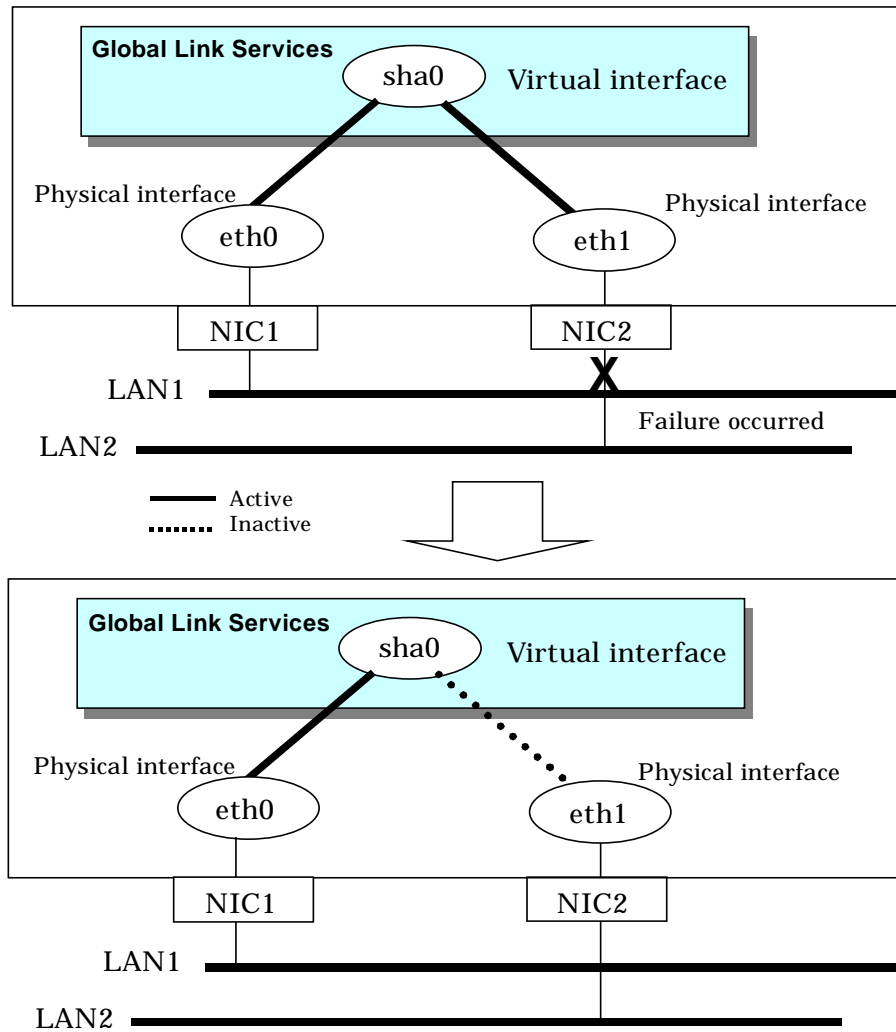 Global Link Services
sha0
Virtual interface
Physical interface
Physical interface
eth0
eth1
NIC1
NIC2
X
LAN1
Failure occurred
LAN2
Active
Inactive
Global Link Services
sha0
Virtual interface
Physical interface
Physical interface
eth0
eth1
NIC1
NIC2
LAN1
LAN2